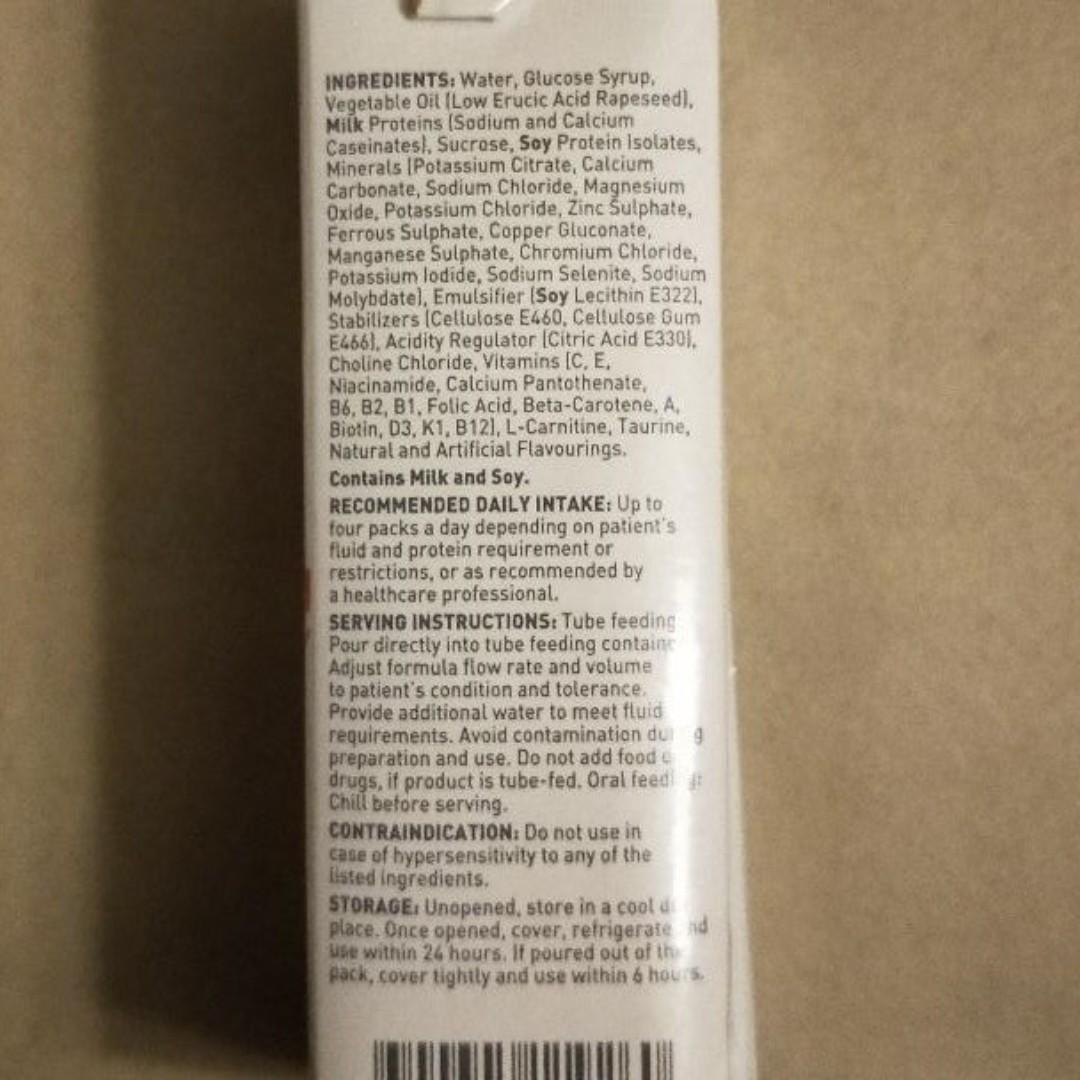 INGREDIENTS: Water, Glucose Syrup,
Vegetable Oil (Low Erucic Acid Rapeseed),
Milk Proteins (Sodium and Calcium
Caseinates), Sucrose, Soy Protein Isolates,
Minerals (Potassium Citrate, Calcium
Carbonate, Sodium Chloride, Magnesium
Oxide, Potassium Chloride, Zinc Sulphate,
Ferrous Sulphate, Copper Gluconate,
Manganese Sulphate, Chromium Chloride,
Potassium Iodide, Sodium Selenite, Sodium
Molybdate), Emulsifier (Soy Lecithin E322),
Stabilizers (Cellulose E460, Cellulose Gum
E466), Acidity Regulator (Citric Acid E330),
Choline Chloride, Vitamins (C, E,
Niacinamide, Calcium Pantothenate,
B6, B2, B1, Folic Acid, Beta-Carotene, A,
Biotin, D3, K1, B12), L-Carnitine, Taurine,
Natural and Artificial Flavourings.
Contains Milk and Soy.
RECOMMENDED DAILY INTAKE: Up to
four packs a day depending on patient's
fluid and protein requirement or
restrictions, or as recommended by
a healthcare professional.
SERVING INSTRUCTIONS: Tube feeding
Pour directly into tube feeding
Adjust formula flow rate and volume
to patient's condition and tolerance.
Provide additional water to meet fluid
requirements. Avoid contamination
preparation and use. Do not add food
drugs, if product is tube-fed. Oral
Chill before serving.
CONTRAINDICATION: Do not use in
case of hypersensitivity to any of the
listed ingredients.
STORAGE: Unopened, store in a cool
place. Once opened, cover, refrigerate
use within 24 hours. If poured out of the
pack, cover tightly and use within 6 hours.